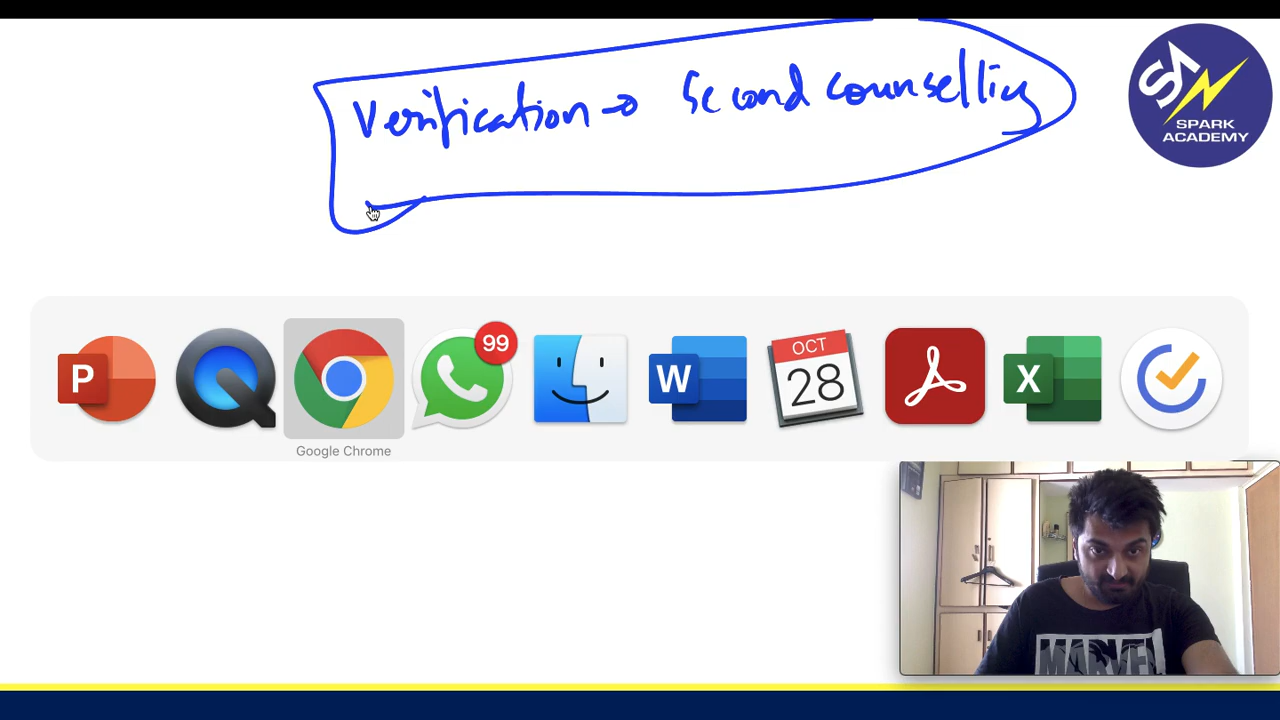 Verification → Second counselling
SPARK
ACADEMY
99
P
W
OCT
28
X
Google Chrome
MARVEL